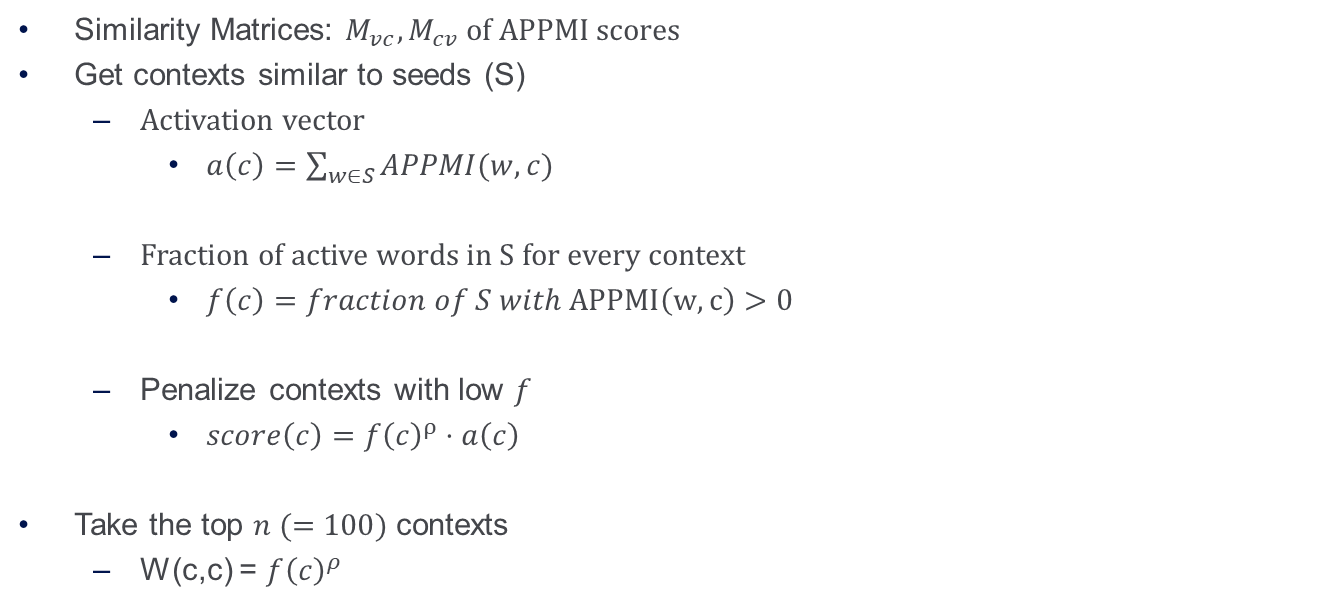 • Similarity Matrices: M_vc, M_cv of APPMI scores
• Get contexts similar to seeds (S)
– Activation vector
• a(c) = ∑_{w∈S} APPMI(w, c)
– Fraction of active words in S for every context
• f(c) = fraction of S with APPMI(w, c) > 0
– Penalize contexts with low f
• score(c) = f(c)^ρ · a(c)
• Take the top n (= 100) contexts
– W(c,c) = f(c)^ρ